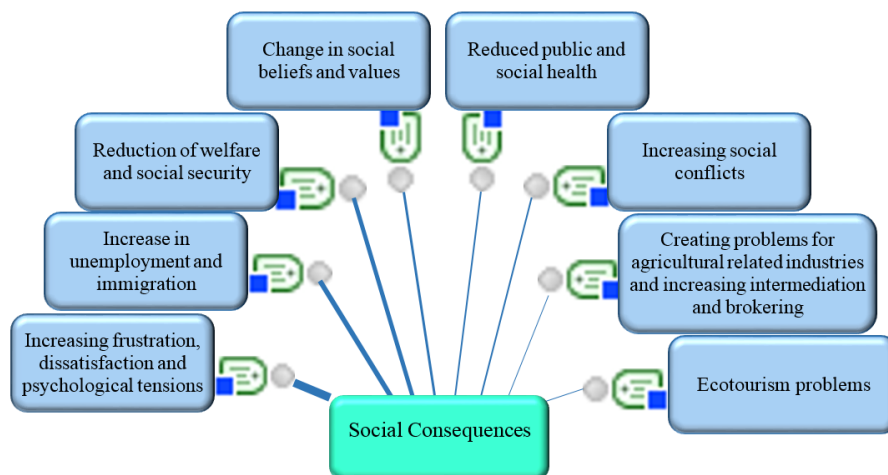 Change in social
beliefs and values
Reduced public and
social health
Reduction of welfare
and social security
Increasing social
conflicts
Increase in
unemployment and
immigration
Creating problems for
agricultural related industries
and increasing intermediation
and brokering
Increasing frustration,
dissatisfaction and
psychological tensions
Ecotourism problems
Social Consequences